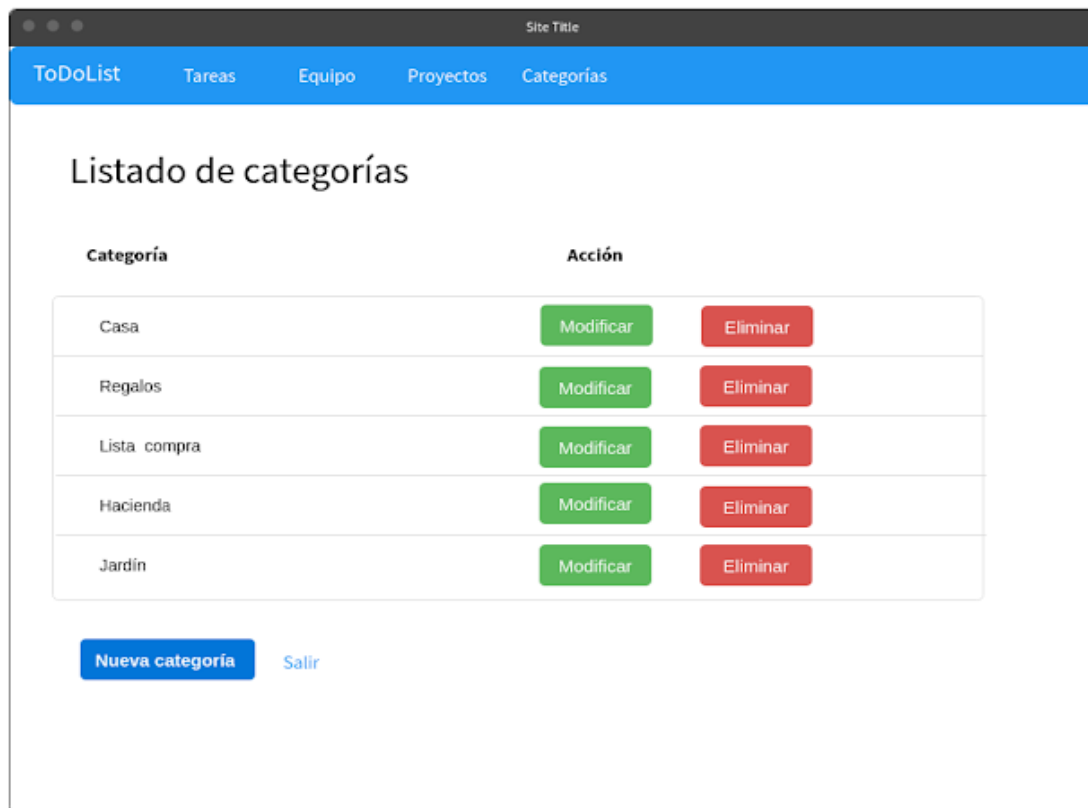 Site Title
ToDoList Tareas Equipo Proyectos Categorías
Listado de categorías
Categoría Acción
Casa Modificar Eliminar
Regalos Modificar Eliminar
Lista compra Modificar Eliminar
Hacienda Modificar Eliminar
Jardín Modificar Eliminar
Nueva categoría Salir